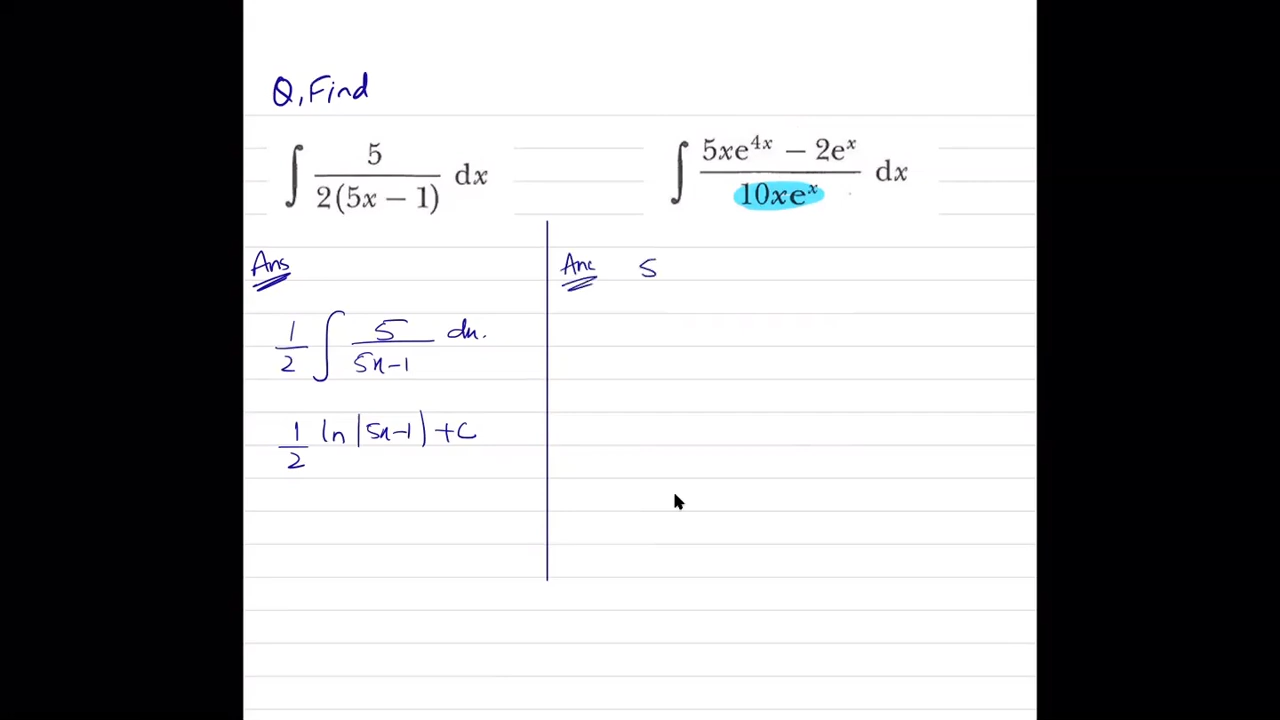 Q, Find
∫ 5 / 2(5x − 1) dx
∫ 5xe^{4x} − 2e^x / 10xe^x dx
Ans
1/2 ∫ 5 / 5x−1 dx.
1/2 ln |5x−1| + C
Ans 5